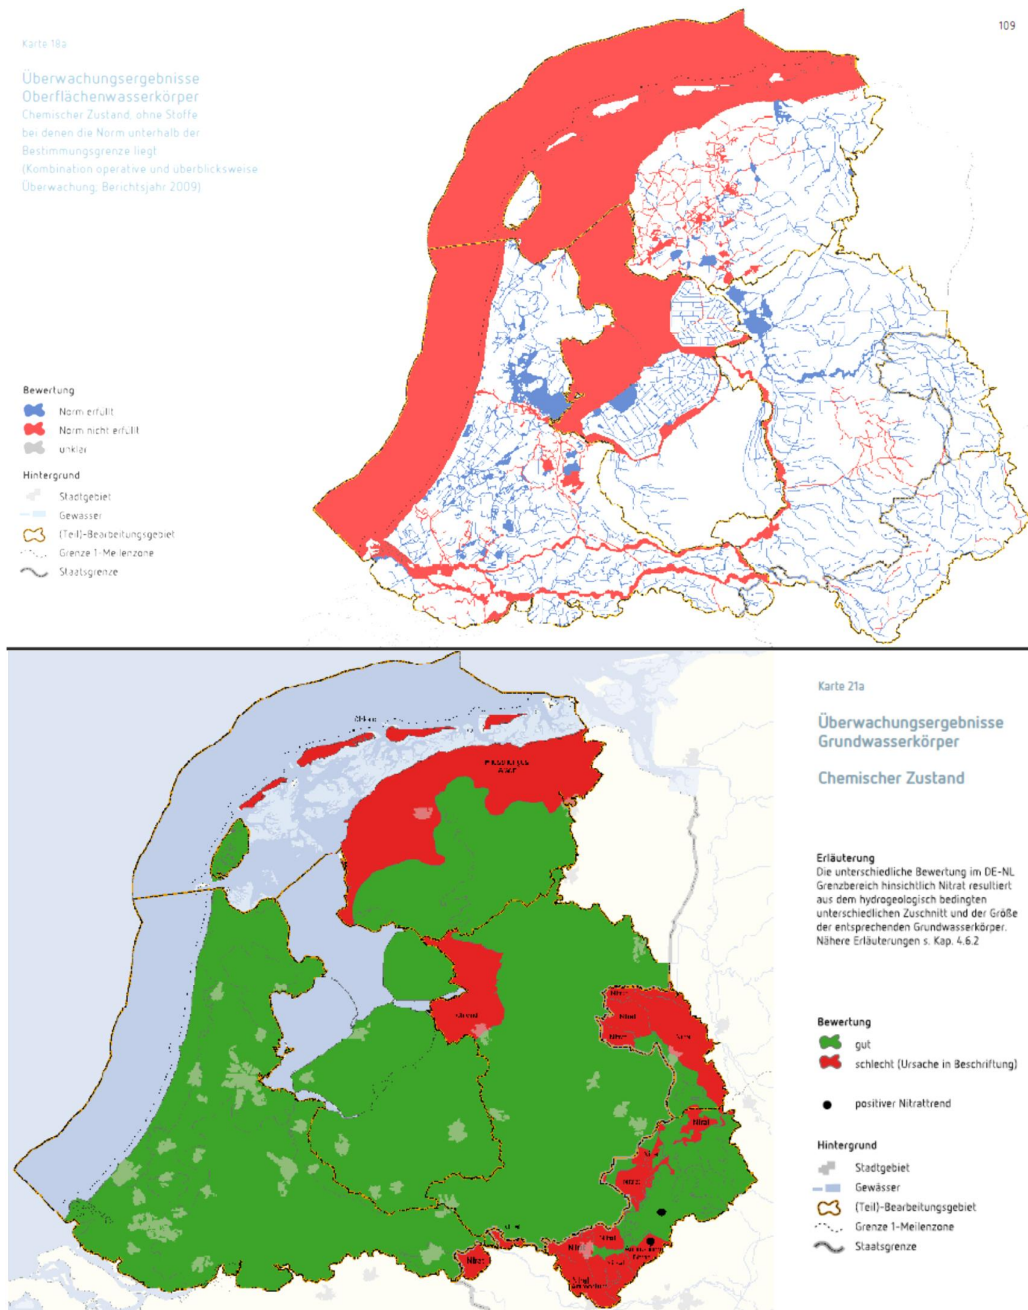 109
Karte 18a
Überwachungsergebnisse
Oberflächenwasserkörper
Chemischer Zustand, ohne Stoffe
bei denen die Norm unterhalb der
Bestimmungsgrenze liegt
(Kombination operative und überblicksweise
Überwachung; Berichtsjahr 2009)
Bewertung
Norm erfüllt
Norm nicht erfüllt
unklar
Hintergrund
Stadtgebiet
Gewässer
(Teil)-Bearbeitungsgebiet
Grenze 1-Meilenzone
Staatsgrenze
Karte 21a
Überwachungsergebnisse
Grundwasserkörper
Chemischer Zustand
Erläuterung
Die unterschiedliche Bewertung im DE-NL
Grenzbereich hinsichtlich Nitrat resultiert
aus dem hydrogeologisch bedingten
unterschiedlichen Zuschnitt und der Größe
der entsprechenden Grundwasserkörper.
Nähere Erläuterungen s. Kap. 4.6.2
Bewertung
gut
schlecht (Ursache in Beschriftung)
positiver Nitrattrend
Hintergrund
Stadtgebiet
Gewässer
(Teil)-Bearbeitungsgebiet
Grenze 1-Meilenzone
Staatsgrenze
Nitrat
Nitrat
Nitrat
Nitrat
Nitrat
Nitrat
Nitrat